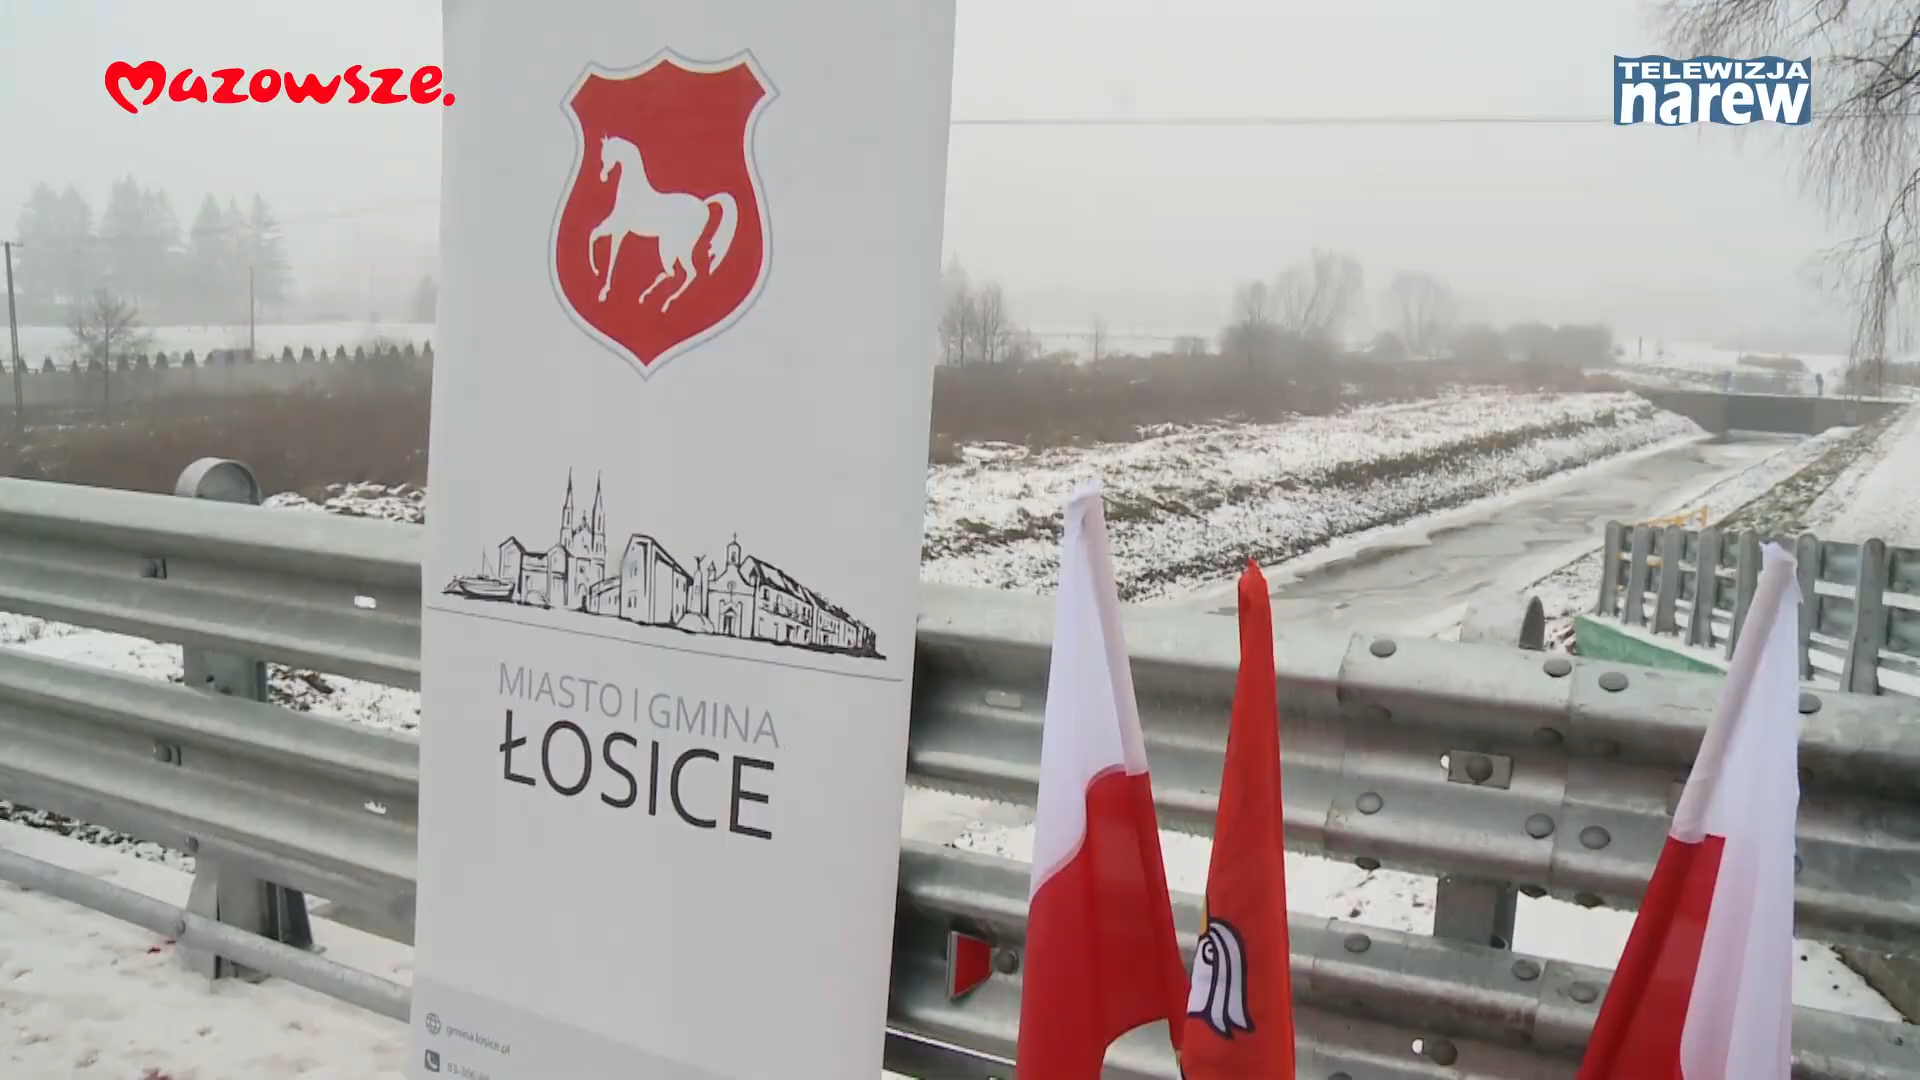 mazowsze.
TELEWIZJA
narew
MIASTO I GMINA
ŁOSICE
gmina.losice.pl